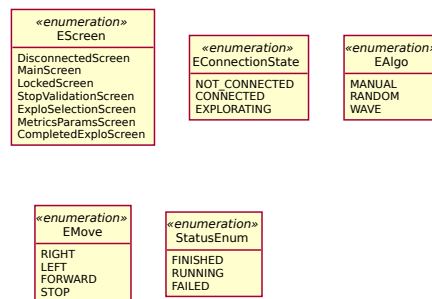 «enumeration»
EScreen
DisconnectedScreen
MainScreen
LockedScreen
StopValidationScreen
ExploSelectionScreen
MetricsParamsScreen
CompletedExploScreen
«enumeration»
EConnectionState
NOT_CONNECTED
CONNECTED
EXPLORATING
«enumeration»
EAlgo
MANUAL
RANDOM
WAVE
«enumeration»
EMove
RIGHT
LEFT
FORWARD
STOP
«enumeration»
StatusEnum
FINISHED
RUNNING
FAILED